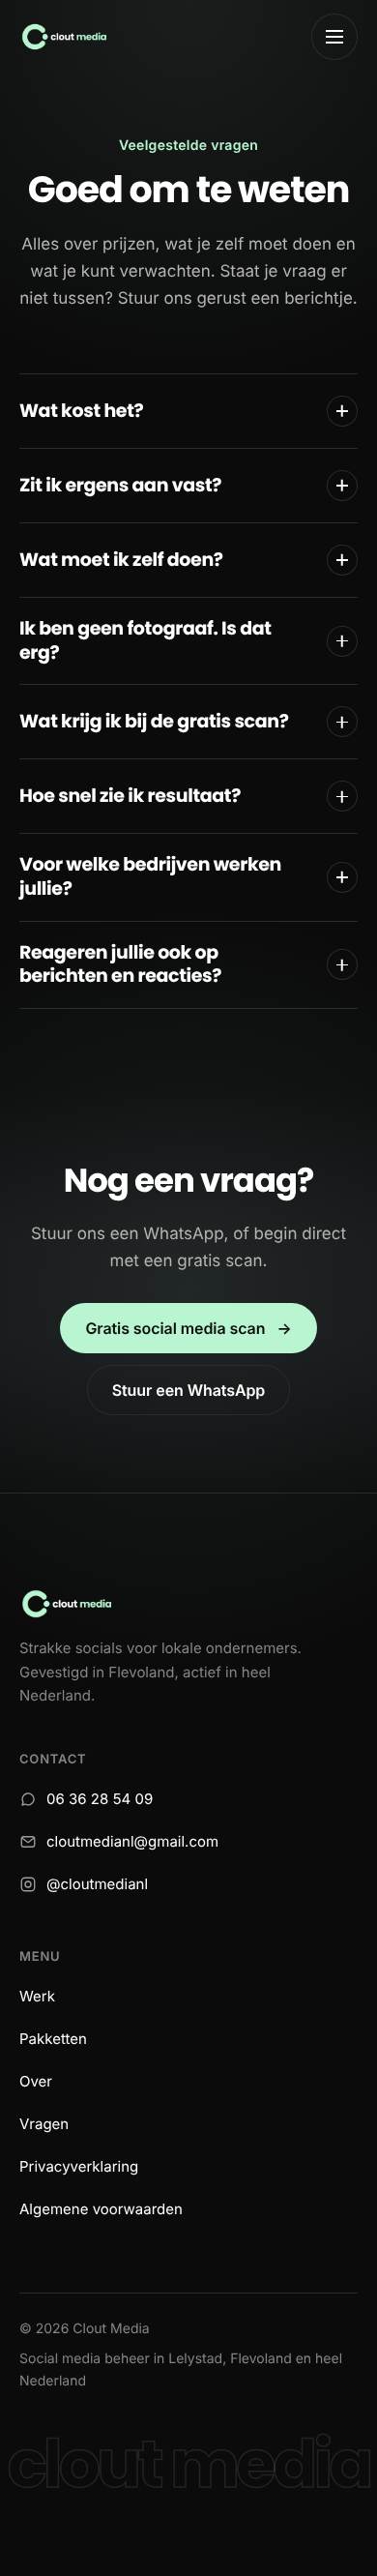 clout media
Veelgestelde vragen
Goed om te weten
Alles over prijzen, wat je zelf moet doen en
wat je kunt verwachten. Staat je vraag er
niet tussen? Stuur ons gerust een berichtje.
Wat kost het?
Zit ik ergens aan vast?
Wat moet ik zelf doen?
Ik ben geen fotograaf. Is dat
erg?
Wat krijg ik bij de gratis scan?
Hoe snel zie ik resultaat?
Voor welke bedrijven werken
jullie?
Reageren jullie ook op
berichten en reacties?
Nog een vraag?
Stuur ons een WhatsApp, of begin direct
met een gratis scan.
Gratis social media scan →
Stuur een WhatsApp
clout media
Strakke socials voor lokale ondernemers.
Gevestigd in Flevoland, actief in heel
Nederland.
CONTACT
06 36 28 54 09
cloutmedianl@gmail.com
@cloutmedianl
MENU
Werk
Pakketten
Over
Vragen
Privacyverklaring
Algemene voorwaarden
© 2026 Clout Media
Social media beheer in Lelystad, Flevoland en heel
Nederland
clout media